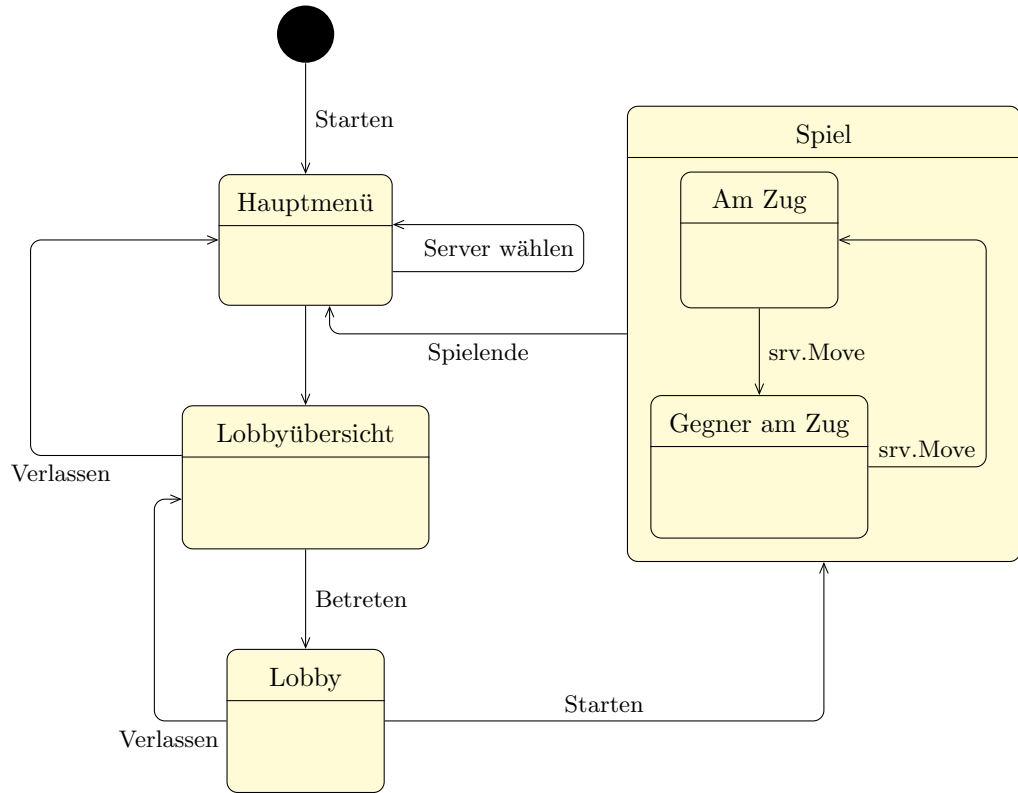 Starten
Spiel
Hauptmenü
Am Zug
Server wählen
Spielende
srv.Move
Lobbyübersicht
Gegner am Zug
srv.Move
Verlassen
Betreten
Lobby
Starten
Verlassen